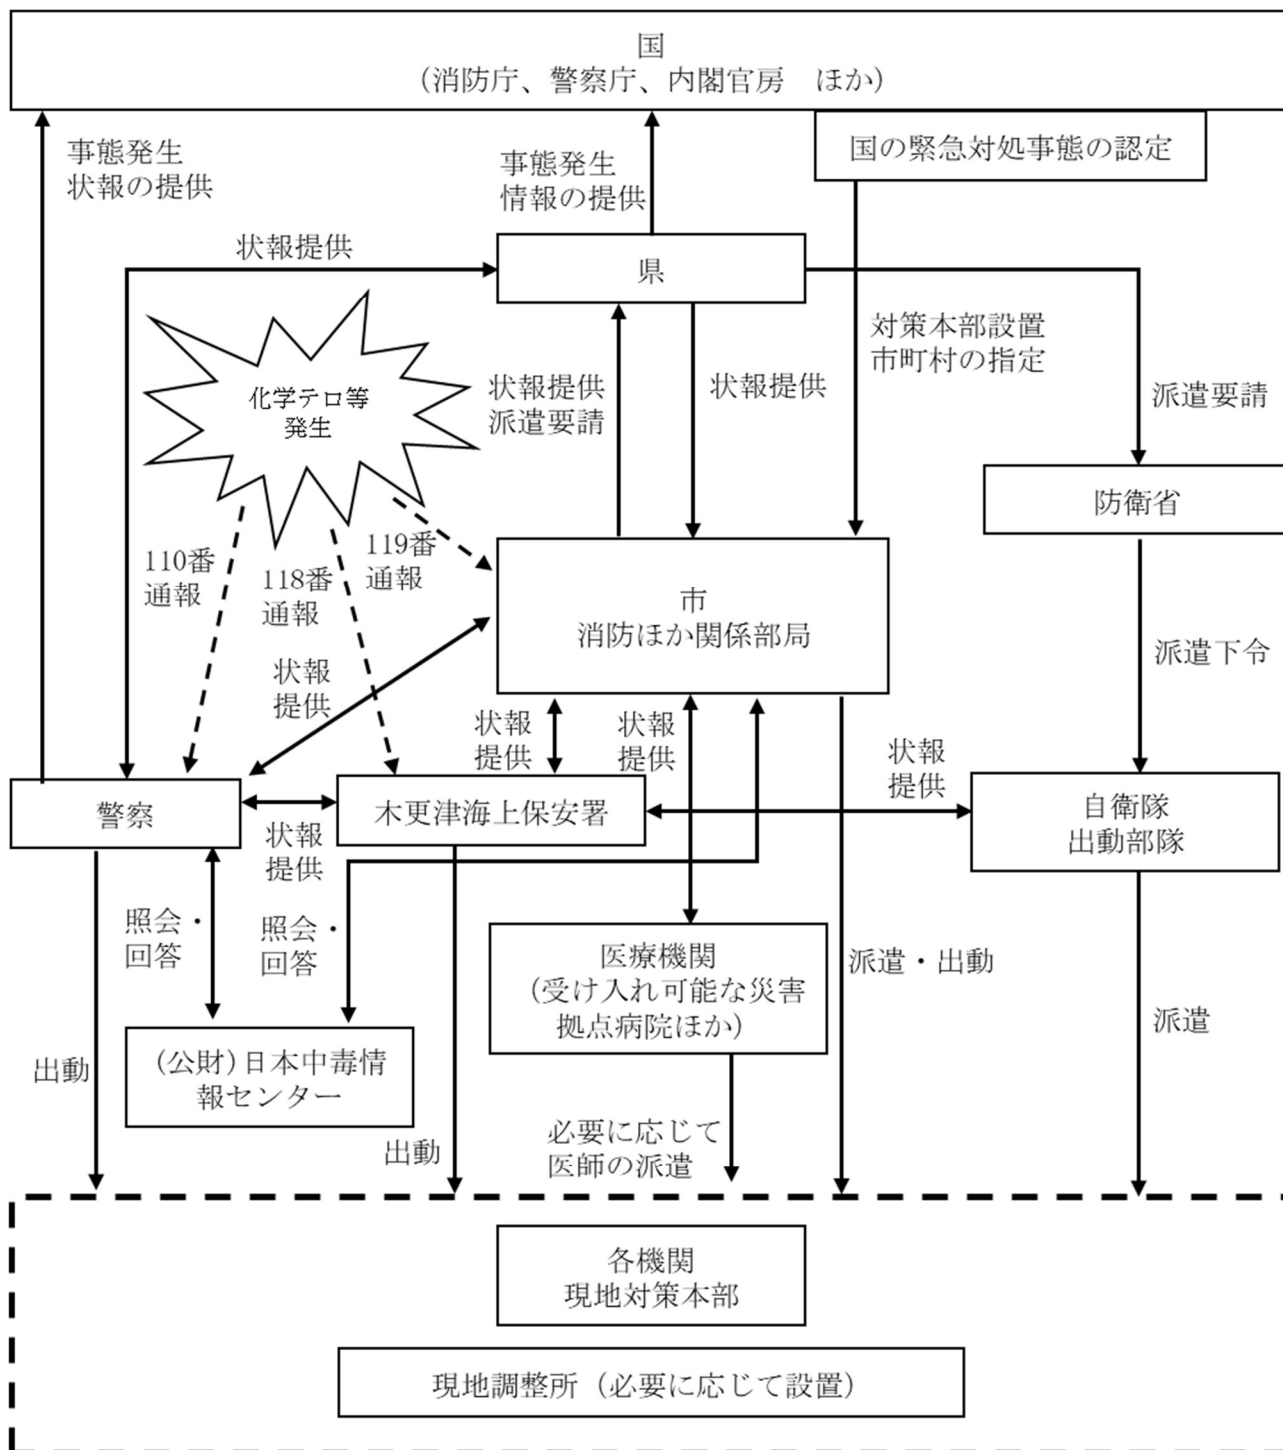 国
（消防庁、警察庁、内閣官房　ほか）
国の緊急対処事態の認定
事態発生
状報の提供
事態発生
情報の提供
状報提供
県
対策本部設置
市町村の指定
化学テロ等
発生
状報提供
派遣要請
状報提供
派遣要請
防衛省
110番
通報
118番
通報
119番
通報
市
消防ほか関係部局
派遣下令
状報
提供
状報
提供
状報
提供
状報
提供
警察
木更津海上保安署
自衛隊
出動部隊
状報
提供
照会・
回答
照会・
回答
医療機関
（受け入れ可能な災害
拠点病院ほか）
派遣・出動
派遣
出動
（公財）日本中毒情
報センター
出動
必要に応じて
医師の派遣
各機関
現地対策本部
現地調整所（必要に応じて設置）